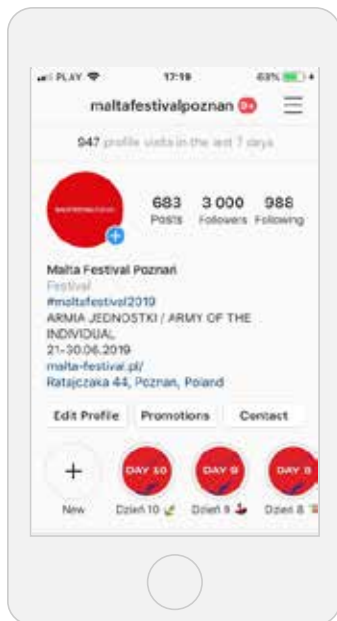 PLAY 17:19 63%
maltafestivalpoznan 9+
947 profile visits in the last 7 days
683 3 000 988
Posts Followers Following
Malta Festival Poznań
Festival
#maltafestival2019
ARMIA JEDNOSTKI / ARMY OF THE
INDIVIDUAL
21-30.06.2019
malta-festival.pl/
Ratajczaka 44, Poznan, Poland
Edit Profile Promotions Contact
DAY 10 DAY 9 DAY 8
New Dzień 10 Dzień 9 Dzień 8